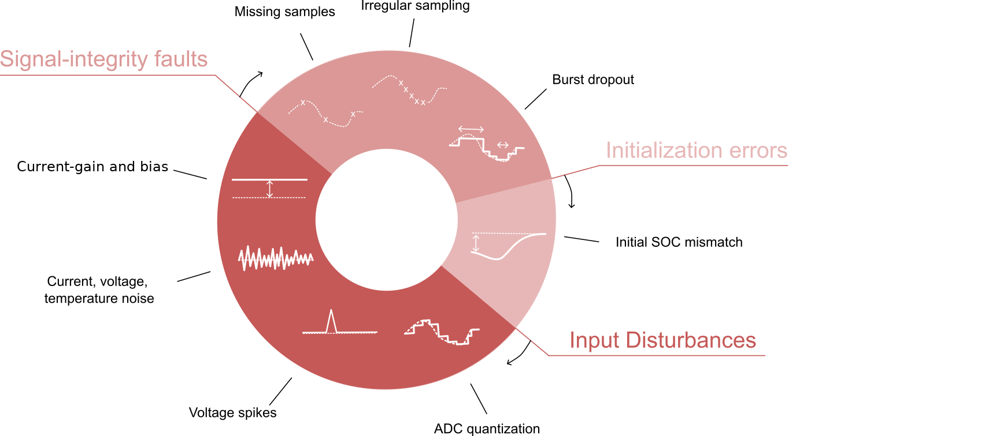 Missing samples
Irregular sampling
Signal-integrity faults
Burst dropout
Initialization errors
Current-gain and bias
Initial SOC mismatch
Current, voltage,
temperature noise
Input Disturbances
Voltage spikes
ADC quantization